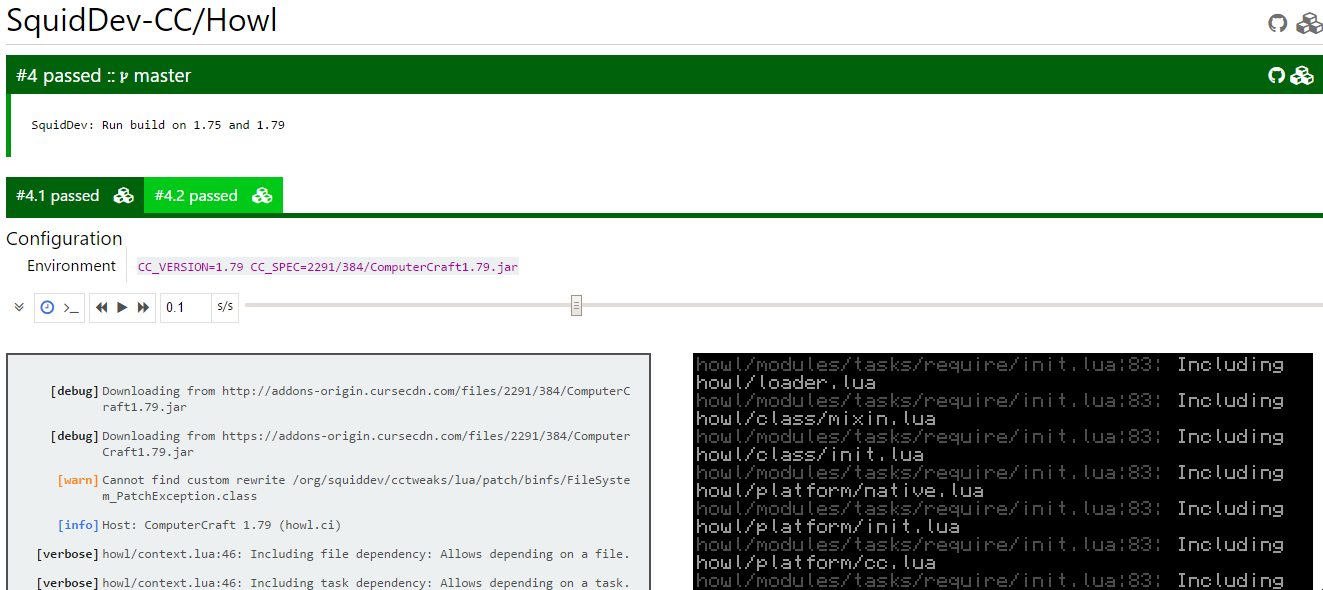 SquidDev-CC/Howl
#4 passed :: master
SquidDev: Run build on 1.75 and 1.79
#4.1 passed
#4.2 passed
Configuration
Environment CC_VERSION=1.79 CC_SPEC=2291/384/ComputerCraft1.79.jar
0.1 s/s
[debug] Downloading from http://addons-origin.cursecdn.com/files/2291/384/ComputerC
raft1.79.jar
[debug] Downloading from https://addons-origin.cursecdn.com/files/2291/384/Computer
Craft1.79.jar
[warn] Cannot find custom rewrite /org/squiddev/cctweaks/lua/patch/binfs/FileSyste
m_PatchException.class
[info] Host: ComputerCraft 1.79 (howl.ci)
[verbose] howl/context.lua:46: Including file dependency: Allows depending on a file.
[verbose] howl/context.lua:46: Including task dependency: Allows depending on a task.
howl/modules/tasks/require/init.lua:83: Including
howl/loader.lua
howl/modules/tasks/require/init.lua:83: Including
howl/class/mixin.lua
howl/modules/tasks/require/init.lua:83: Including
howl/class/init.lua
howl/modules/tasks/require/init.lua:83: Including
howl/platform/native.lua
howl/modules/tasks/require/init.lua:83: Including
howl/platform/init.lua
howl/modules/tasks/require/init.lua:83: Including
howl/platform/cc.lua
howl/modules/tasks/require/init.lua:83: Including